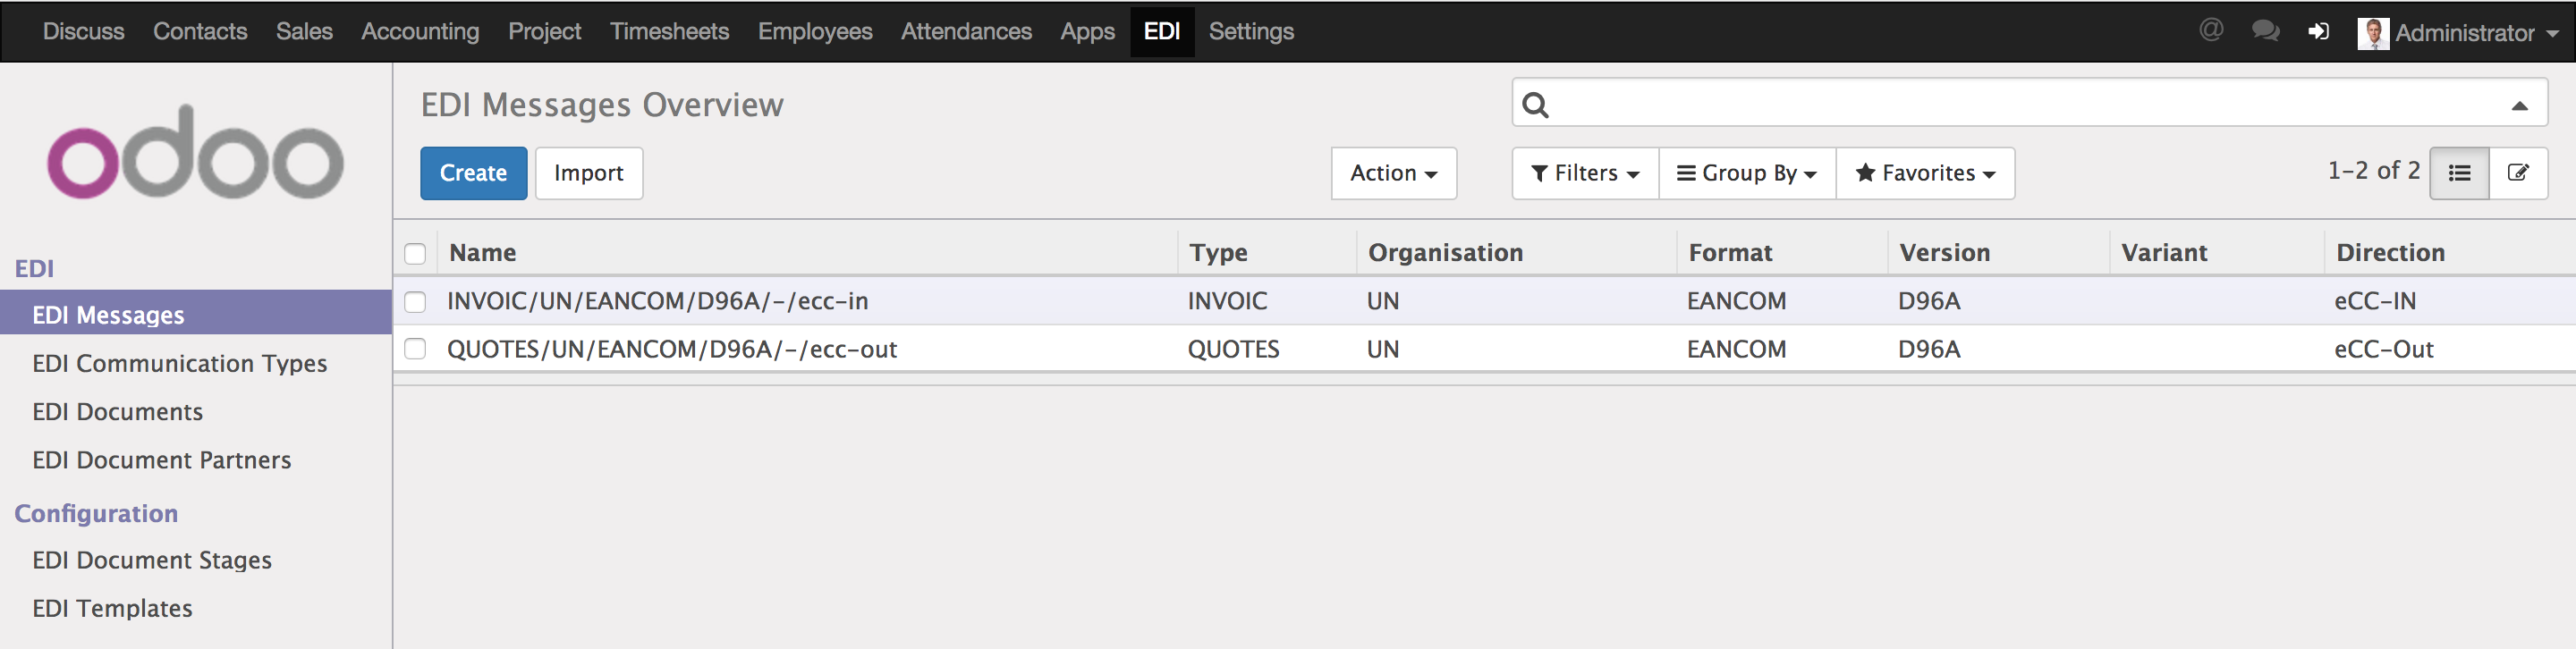 Discuss Contacts Sales Accounting Project Timesheets Employees Attendances Apps EDI Settings @ Administrator
odoo
EDI Messages Overview
Create Import Action Filters Group By Favorites 1-2 of 2
EDI
EDI Messages
EDI Communication Types
EDI Documents
EDI Document Partners
Configuration
EDI Document Stages
EDI Templates
Name Type Organisation Format Version Variant Direction
INVOIC/UN/EANCOM/D96A/-/ecc-in INVOIC UN EANCOM D96A eCC-IN
QUOTES/UN/EANCOM/D96A/-/ecc-out QUOTES UN EANCOM D96A eCC-Out